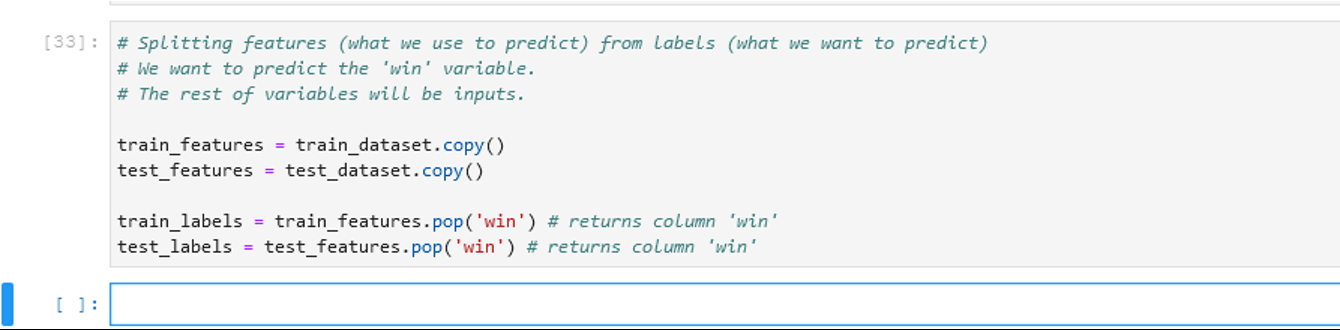 [33]: # Splitting features (what we use to predict) from labels (what we want to predict)
# We want to predict the 'win' variable.
# The rest of variables will be inputs.
train_features = train_dataset.copy()
test_features = test_dataset.copy()
train_labels = train_features.pop('win') # returns column 'win'
test_labels = test_features.pop('win') # returns column 'win'
[ ]: